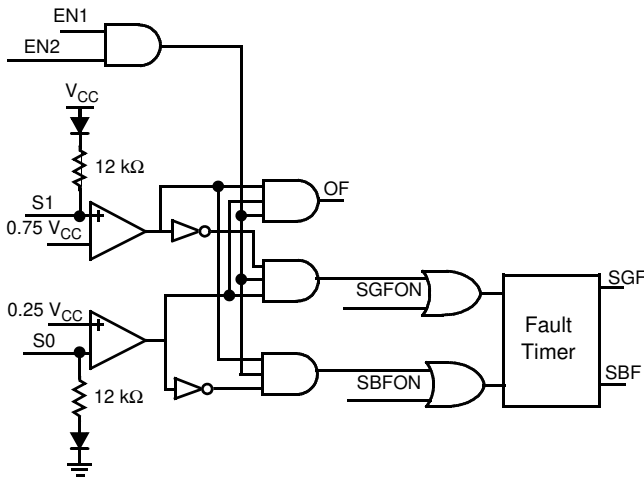 EN1
EN2
VCC
12 kΩ
S1
0.75 VCC
OF
SGFON
SGF
0.25 VCC
S0
Fault
Timer
12 kΩ
SBFON
SBF